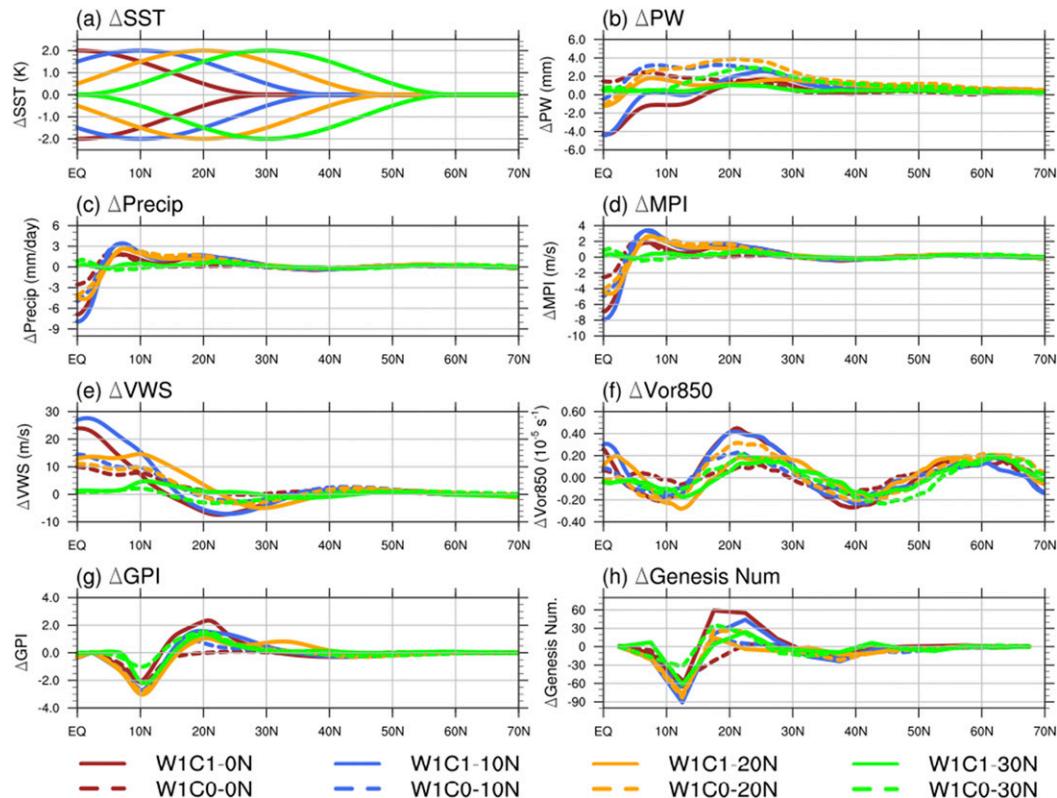 (a) ΔSST
ΔSST (K)
2.0
1.0
0.0
-1.0
-2.0
EQ 10N 20N 30N 40N 50N 60N 70N
(b) ΔPW
ΔPW (mm)
6.0
4.0
2.0
0.0
-2.0
-4.0
-6.0
EQ 10N 20N 30N 40N 50N 60N 70N
(c) ΔPrecip
ΔPrecip (mm/day)
6
3
0
-3
-6
-9
EQ 10N 20N 30N 40N 50N 60N 70N
(d) ΔMPI
ΔMPI (m/s)
4
2
0
-2
-4
-6
-8
-10
EQ 10N 20N 30N 40N 50N 60N 70N
(e) ΔVWS
ΔVWS (m/s)
30
20
10
0
-10
EQ 10N 20N 30N 40N 50N 60N 70N
(f) ΔVor850
ΔVor850 (10⁻⁵ s⁻¹)
0.60
0.40
0.20
0.00
-0.20
-0.40
EQ 10N 20N 30N 40N 50N 60N 70N
(g) ΔGPI
ΔGPI
4.0
2.0
0.0
-2.0
-4.0
EQ 10N 20N 30N 40N 50N 60N 70N
(h) ΔGenesis Num
ΔGenesis Num.
60
30
0
-30
-60
-90
EQ 10N 20N 30N 40N 50N 60N 70N
W1C1-0N W1C1-10N W1C1-20N W1C1-30N
W1C0-0N W1C0-10N W1C0-20N W1C0-30N